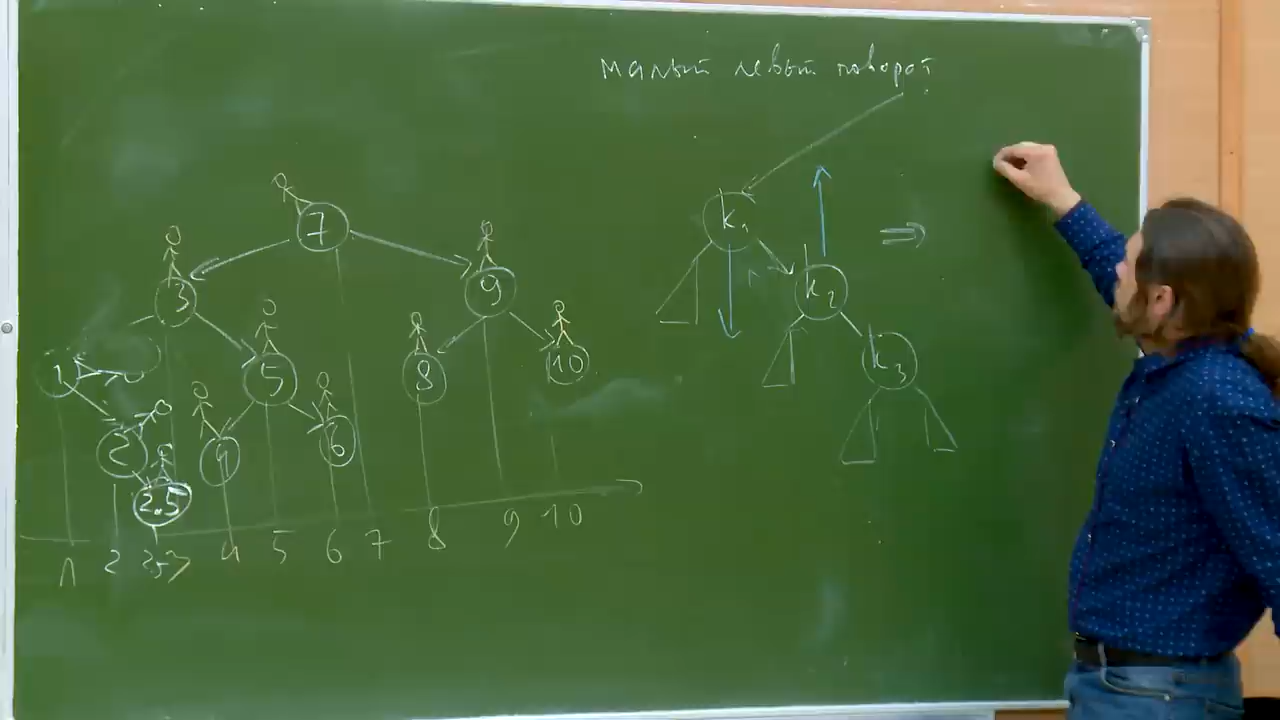 малый левый поворот
7
3 9
1 5 8 10
2 4 6
2.5
1 2 2.5 3 4 5 6 7 8 9 10
k1
⇒
k2
k3